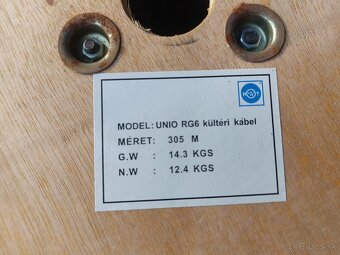 MODEL: UNIO RG6 kültéri kábel
MÉRET: 305 M
G.W : 14.3 KGS
N.W : 12.4 KGS